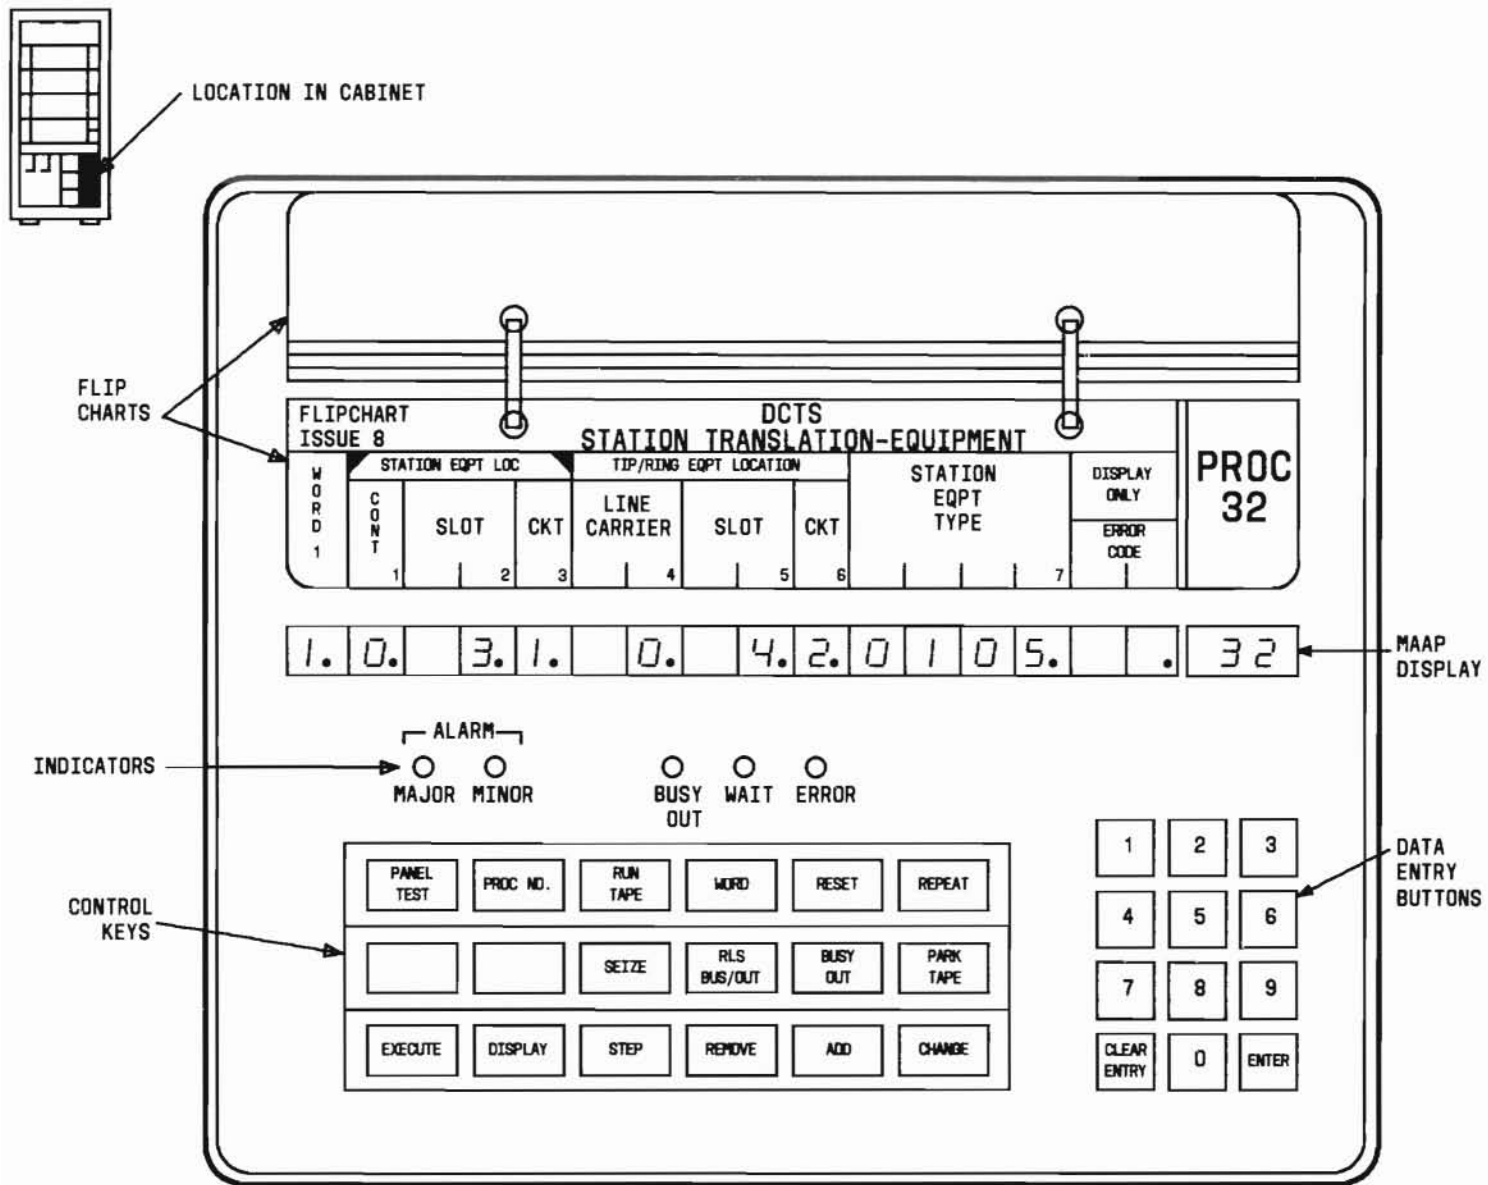 LOCATION IN CABINET
FLIP
CHARTS
FLIPCHART
ISSUE 8
DCTS
STATION TRANSLATION-EQUIPMENT
PROC
32
WORD 1
STATION EQPT LOC
TIP/RING EQPT LOCATION
STATION
EQPT
TYPE
DISPLAY
ONLY
ERROR
CODE
CONT
SLOT
CKT
LINE
CARRIER
SLOT
CKT
1 2 3 4 5 6 7
1. 0. 3. 1. 0. 4. 2. 0 1 0 5. . 32
MAAP
DISPLAY
ALARM
INDICATORS
MAJOR MINOR
BUSY
OUT
WAIT
ERROR
CONTROL
KEYS
PANEL
TEST
PROC NO.
RUN
TAPE
WORD
RESET
REPEAT
SEIZE
RLS
BUS/OUT
BUSY
OUT
PARK
TAPE
EXECUTE
DISPLAY
STEP
REMOVE
ADD
CHANGE
1 2 3
4 5 6
7 8 9
CLEAR
ENTRY
0
ENTER
DATA
ENTRY
BUTTONS